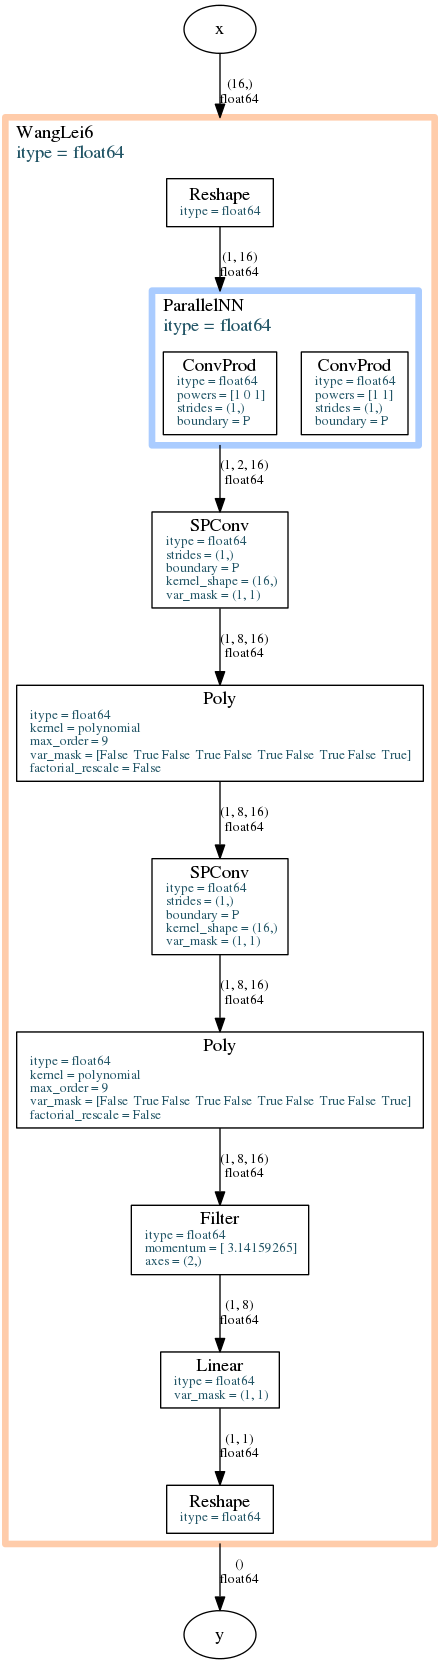 x
(16,)
float64
WangLei6
itype = float64
Reshape
itype = float64
(1, 16)
float64
ParallelNN
itype = float64
ConvProd
itype = float64
powers = [1 0 1]
strides = (1,)
boundary = P
ConvProd
itype = float64
powers = [1 1]
strides = (1,)
boundary = P
(1, 2, 16)
float64
SPConv
itype = float64
strides = (1,)
boundary = P
kernel_shape = (16,)
var_mask = (1, 1)
(1, 8, 16)
float64
Poly
itype = float64
kernel = polynomial
max_order = 9
var_mask = [False  True False  True False  True False  True False  True]
factorial_rescale = False
(1, 8, 16)
float64
SPConv
itype = float64
strides = (1,)
boundary = P
kernel_shape = (16,)
var_mask = (1, 1)
(1, 8, 16)
float64
Poly
itype = float64
kernel = polynomial
max_order = 9
var_mask = [False  True False  True False  True False  True False  True]
factorial_rescale = False
(1, 8, 16)
float64
Filter
itype = float64
momentum = [ 3.14159265]
axes = (2,)
(1, 8)
float64
Linear
itype = float64
var_mask = (1, 1)
(1, 1)
float64
Reshape
itype = float64
()
float64
y